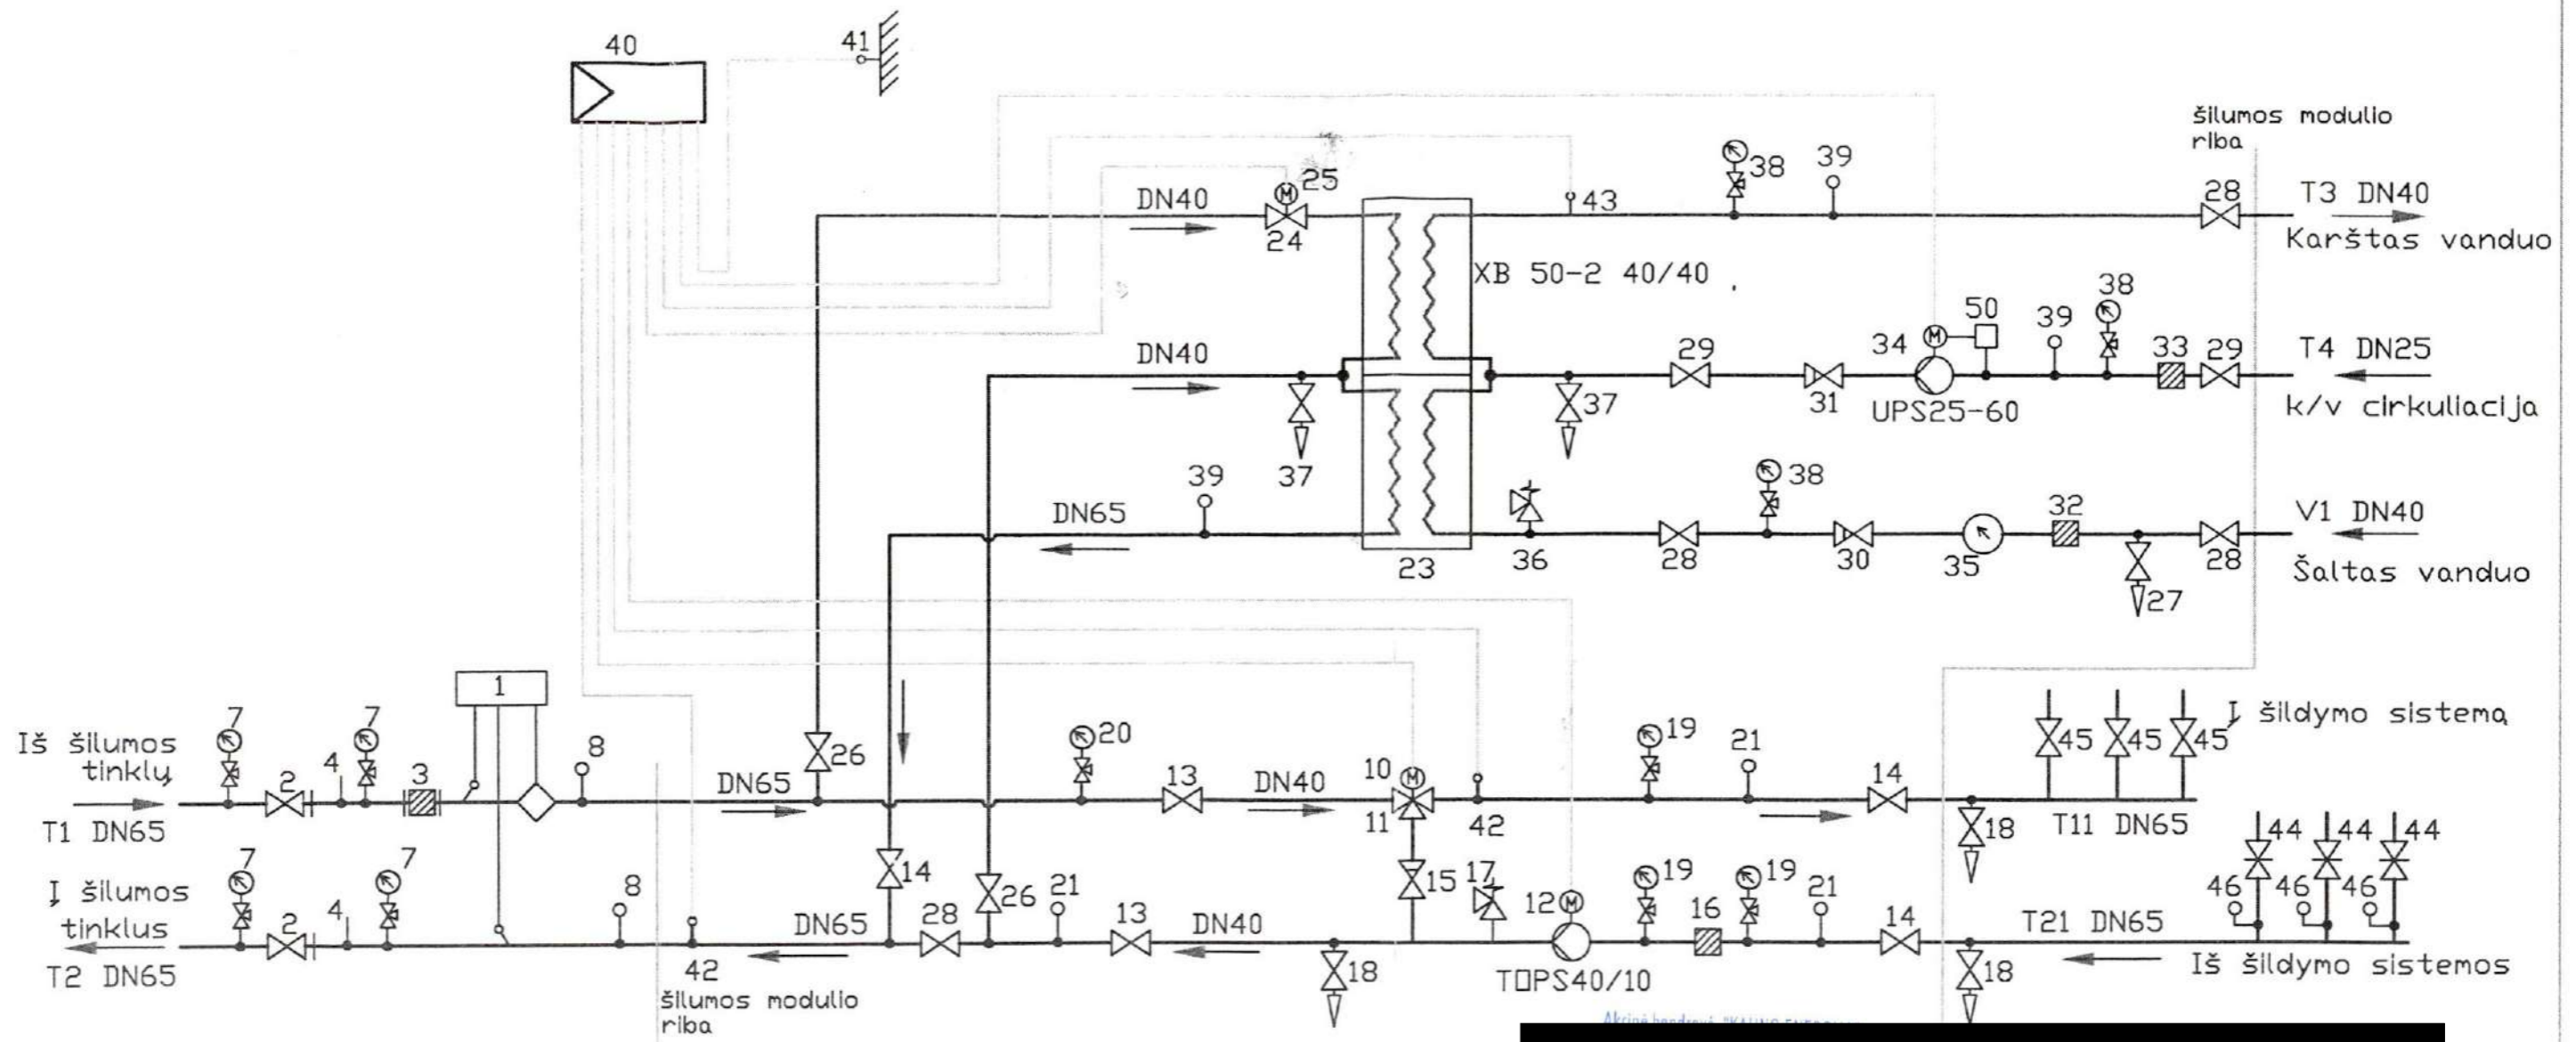 40
41
šilumos modulio
riba
25
38
39
28
T3 DN40
DN40
43
24
Karštas vanduo
XB 50-2 40/40
38
50
39
DN40
29
34
33
29
T4 DN25
37
37
31
UPS25-60
k/v cirkuliacija
39
38
32
V1 DN40
DN65
23
36
28
30
35
28
Šaltas vanduo
27
1
7
7
8
26
20
19
21
45
45
45
Į šildymo sistemą
Iš šilumos
tinklų
2
4
3
DN65
13
DN40
10
14
T1 DN65
11
42
18
T11 DN65
44
44
44
7
7
8
14
26
21
15
17
19
19
21
46
46
46
Į šilumos
tinklus
2
4
DN65
28
13
DN40
12
16
14
T21 DN65
T2 DN65
42
18
TOPS40/10
18
Iš šildymo sistemos
šilumos modulio
riba